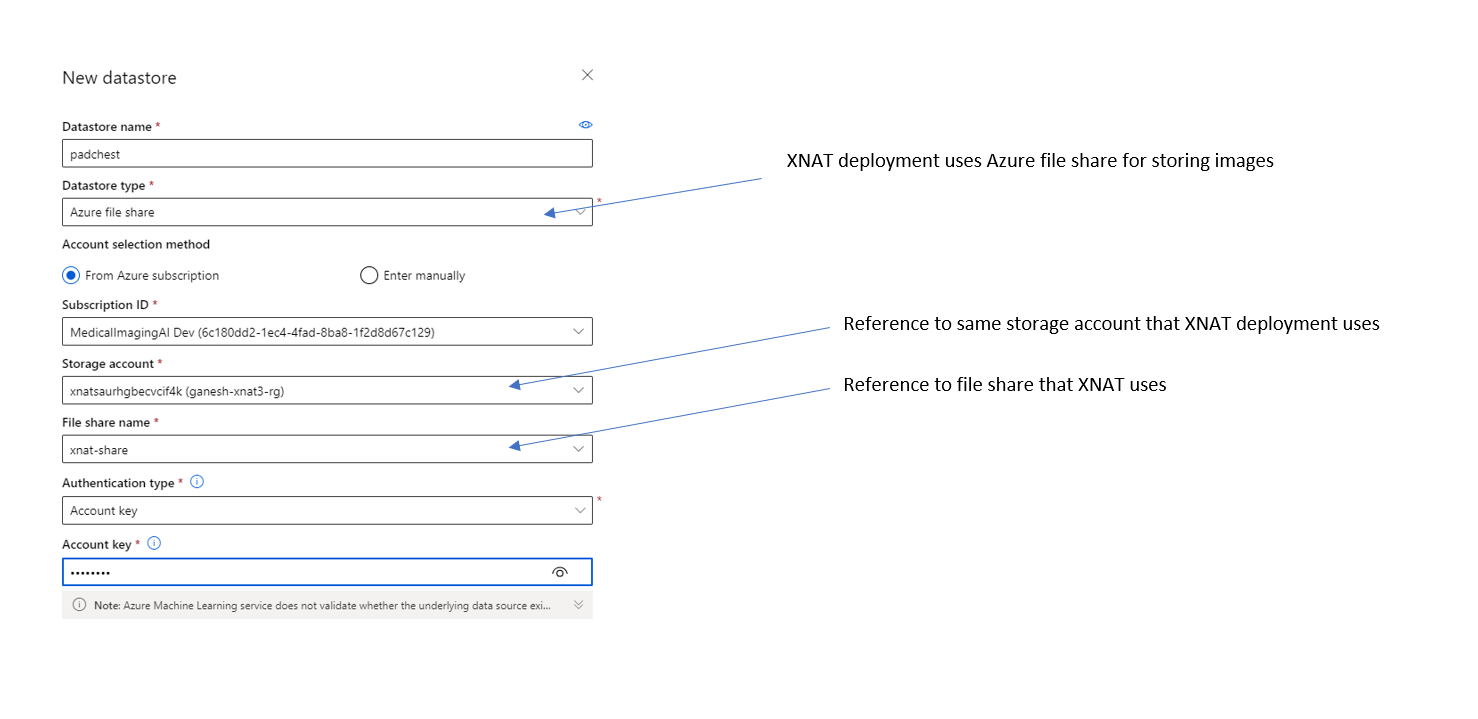 New datastore
Datastore name *
padchest
XNAT deployment uses Azure file share for storing images
Datastore type *
Azure file share
*
Account selection method
From Azure subscription
Enter manually
Subscription ID *
MedicalImagingAI Dev (6c180dd2-1ec4-4fad-8ba8-1f2d8d67c129)
Reference to same storage account that XNAT deployment uses
Storage account *
xnatsaurhgbecvcif4k (ganesh-xnat3-rg)
Reference to file share that XNAT uses
File share name *
xnat-share
Authentication type *
Account key
*
Account key *
••••••••
Note: Azure Machine Learning service does not validate whether the underlying data source exi...